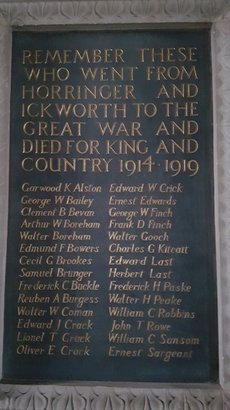 REMEMBER THESE
WHO WENT FROM
HORRINGER AND
ICKWORTH TO THE
GREAT WAR AND
DIED FOR KING AND
COUNTRY 1914-1919
Garwood K Alston Edward W Crick
George W Bailey Ernest Edwards
Clement B Bevan George W Finch
Arthur W Boreham Frank D Finch
Walter Boreham Walter Gooch
Edmund F Bowers Charles G
Cecil G Brookes Edward Last
Samuel Brunger Herbert Last
Frederick C Buckle Frederick H Paske
Reuben A Burgess Walter H Peake
Walter W Coman William C Robbins
Edward J Crack John T Rowe
Lionel T Crack William C Sansom
Oliver E Crack Ernest Sargeant